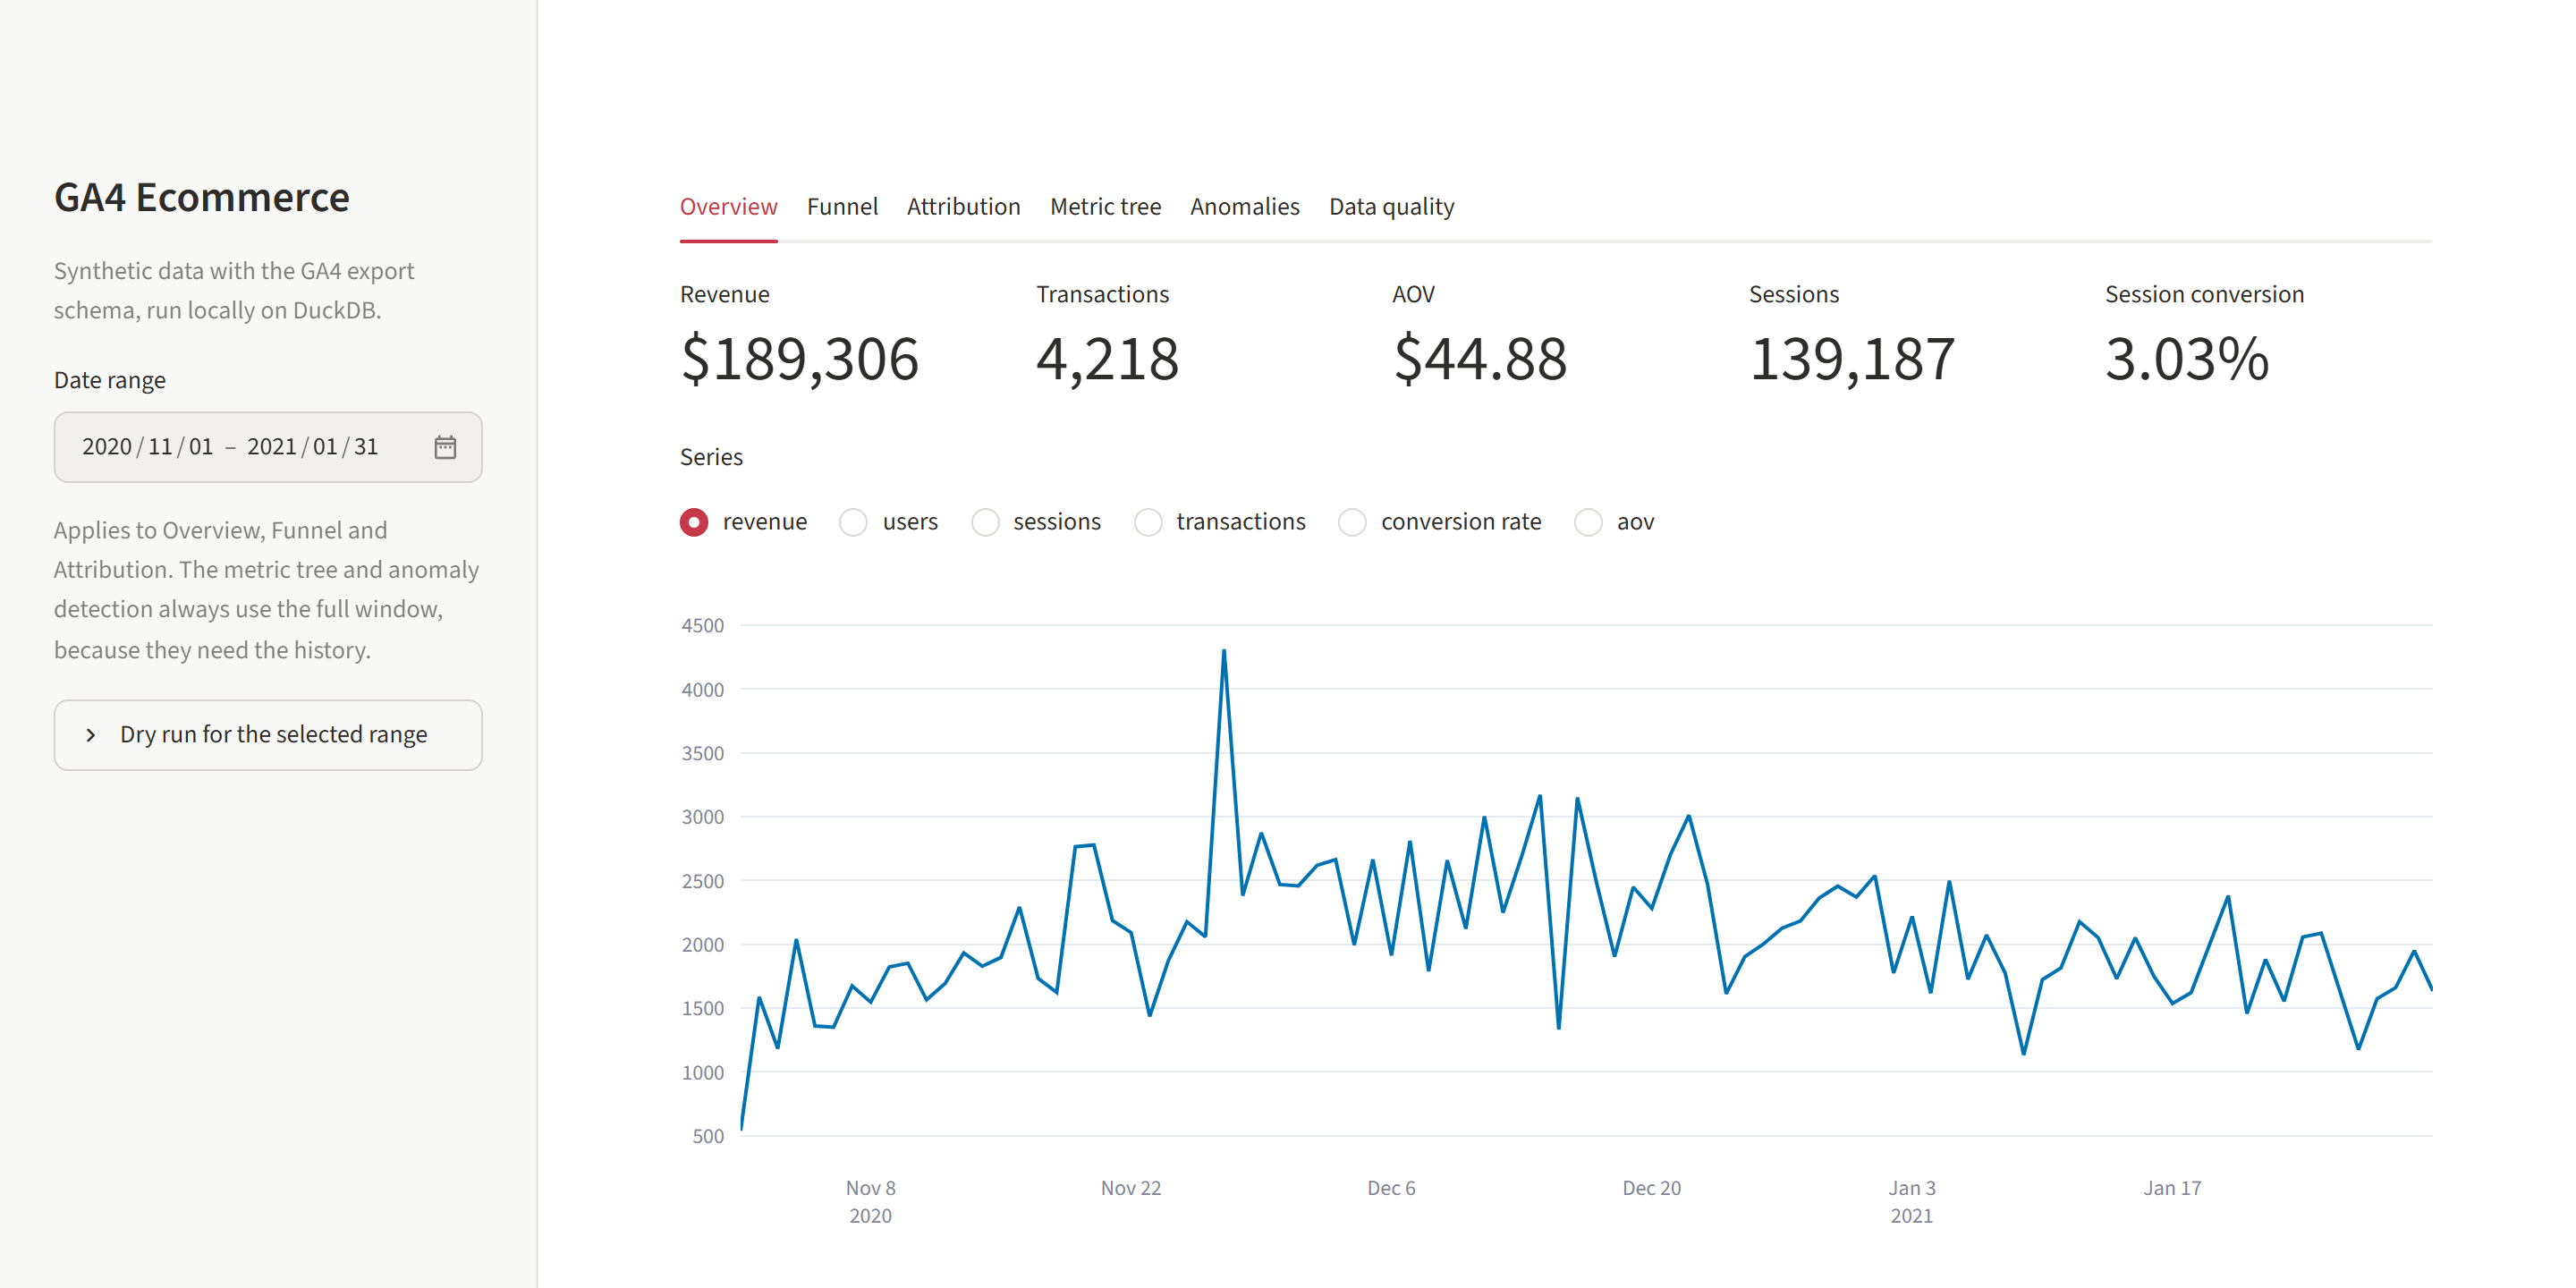 GA4 Ecommerce
Synthetic data with the GA4 export
schema, run locally on DuckDB.
Date range
2020/11/01 – 2021/01/31
Applies to Overview, Funnel and
Attribution. The metric tree and anomaly
detection always use the full window,
because they need the history.
Dry run for the selected range
Overview Funnel Attribution Metric tree Anomalies Data quality
Revenue Transactions AOV Sessions Session conversion
$189,306 4,218 $44.88 139,187 3.03%
Series
revenue users sessions transactions conversion rate aov
4500
4000
3500
3000
2500
2000
1500
1000
500
Nov 8 Nov 22 Dec 6 Dec 20 Jan 3 Jan 17
2020 2021